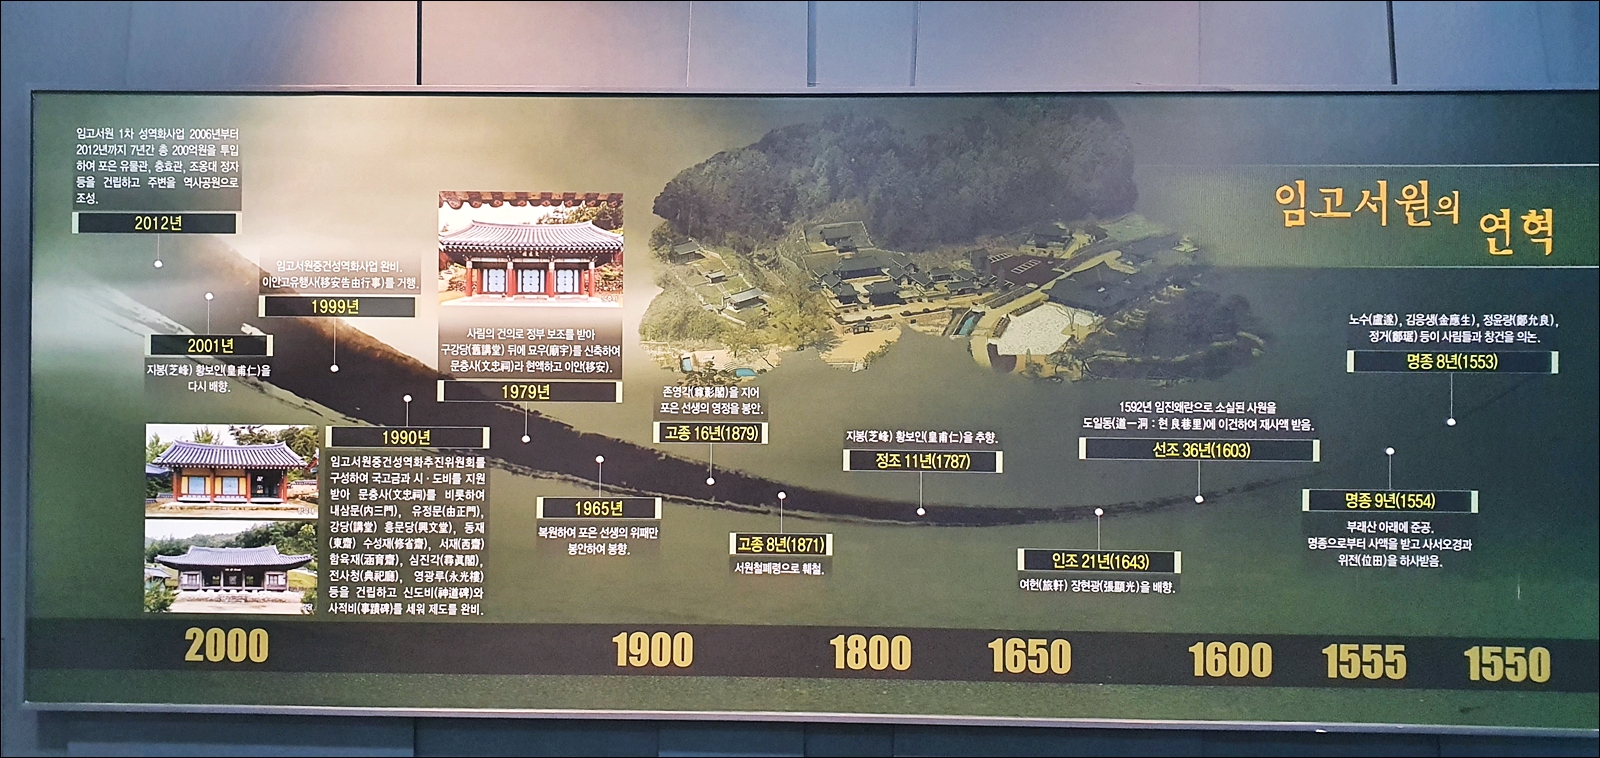 임고서원의
연혁
노수(盧遂), 김응생(金應生), 정윤량(鄭允良),
정거(鄭琚) 등이 사림들과 창건을 의논.
명종 8년(1553)
명종 9년(1554)
부래산 아래에 준공.
명종으로부터 사액을 받고 사서오경과
위전(位田)을 하사받음.
1592년 임진왜란으로 소실된 사원을
도일동(道一洞 : 현 良巷里)에 이건하여 재사액 받음.
선조 36년(1603)
인조 21년(1643)
여헌(旅軒) 장현광(張顯光)을 배향.
지봉(芝峰) 황보인(皇甫仁)을 추향.
정조 11년(1787)
고종 8년(1871)
서원철폐령으로 훼철.
존영각(尊影閣)을 지어
포은 선생의 영정을 봉안.
고종 16년(1879)
1965년
복원하여 포은 선생의 위패만
봉안하여 봉향.
사림의 건의로 정부 보조를 받아
구강당(舊講堂) 뒤에 묘우(廟宇)를 신축하여
문충사(文忠祠)라 현액하고 이안(移安).
1979년
1990년
임고서원중건성역화추진위원회를
구성하여 국고금과 시 · 도비를 지원
받아 문충사(文忠祠)를 비롯하여
내삼문(內三門), 유정문(由正門),
강당(講堂) 흥문당(興文堂), 동재
(東齋) 수성재(修省齋), 서재(西齋)
함육재(涵育齋), 심진각(尋眞閣),
전사청(典祀廳), 영광루(永光樓)
등을 건립하고 신도비(神道碑)와
사적비(事蹟碑)를 세워 제도를 완비.
임고서원중건성역화사업 완비.
이안고유행사(移安告由行事)를 거행.
1999년
2001년
지봉(芝峰) 황보인(皇甫仁)을
다시 배향.
임고서원 1차 성역화사업 2006년부터
2012년까지 7년간 총 200억원을 투입
하여 포은 유물관, 충효관, 조옹대 정자
등을 건립하고 주변을 역사공원으로
조성.
2012년
2000 1900 1800 1650 1600 1555 1550